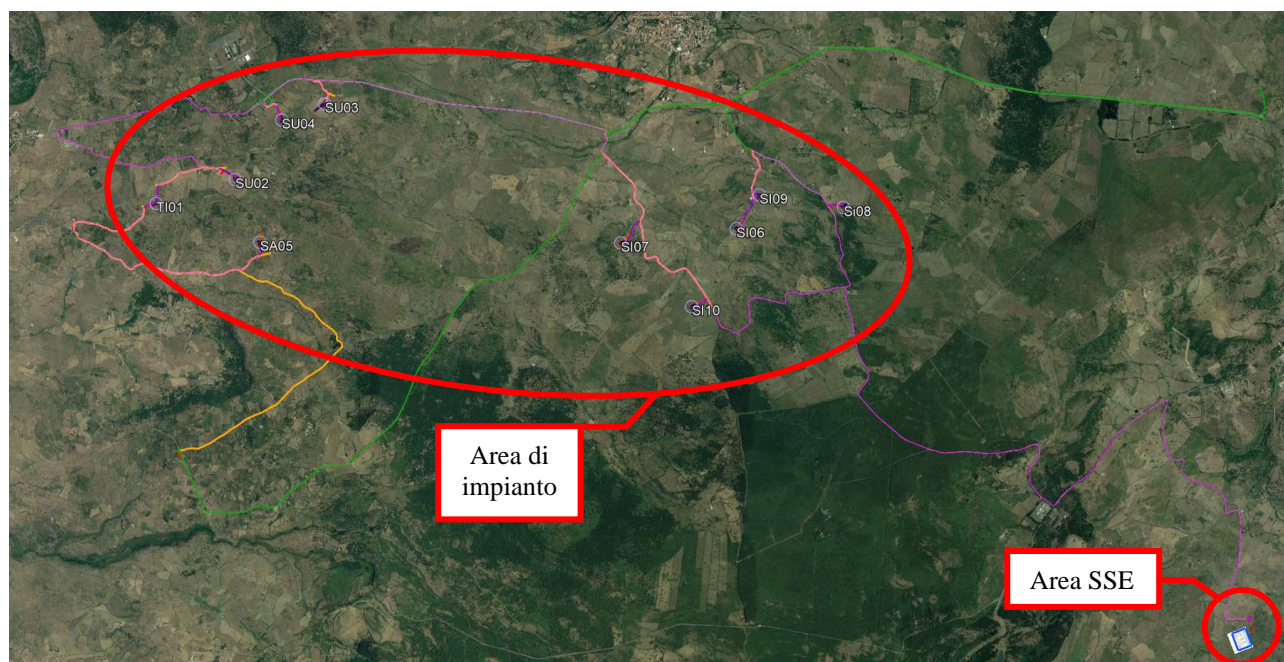 SU03
SU04
SU02
TI01
SI09
Si08
SI06
SA05
SI07
SI10
Area di
impianto
Area SSE